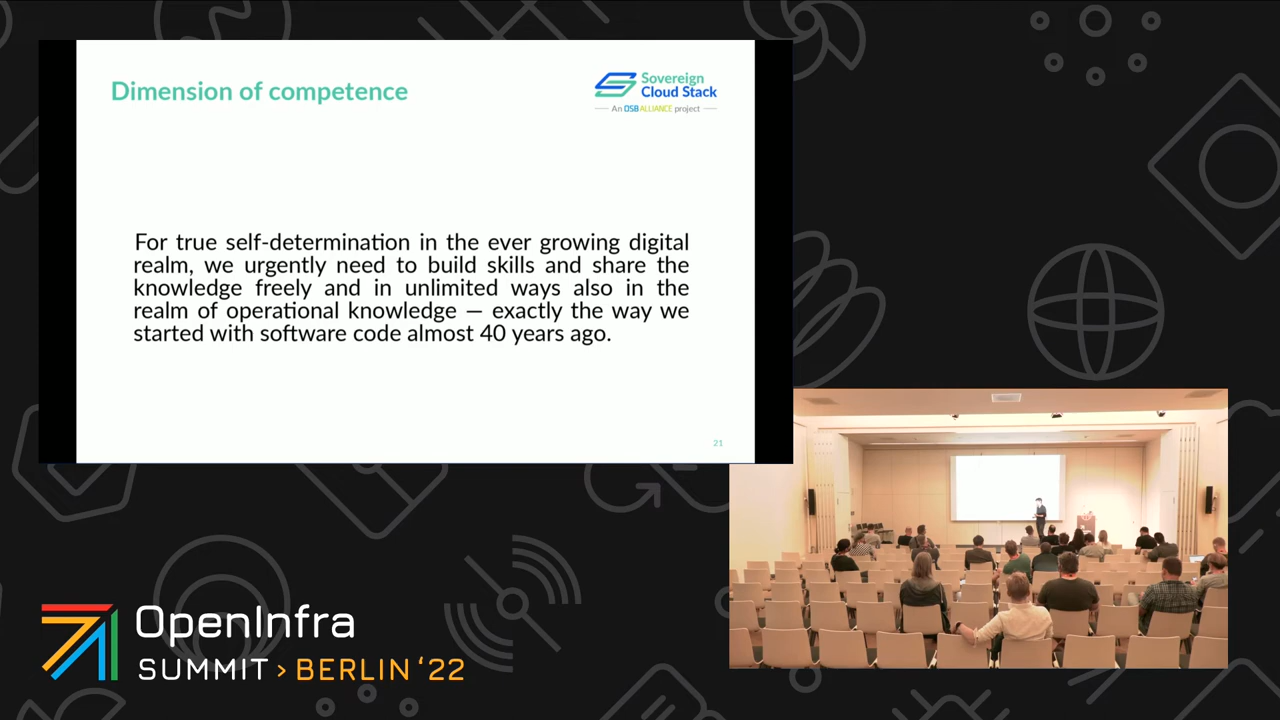 Dimension of competence
Sovereign
Cloud Stack
An OSBALLIANCE project
For true self-determination in the ever growing digital
realm, we urgently need to build skills and share the
knowledge freely and in unlimited ways also in the
realm of operational knowledge — exactly the way we
started with software code almost 40 years ago.
21
OpenInfra
SUMMIT > BERLIN ‘22